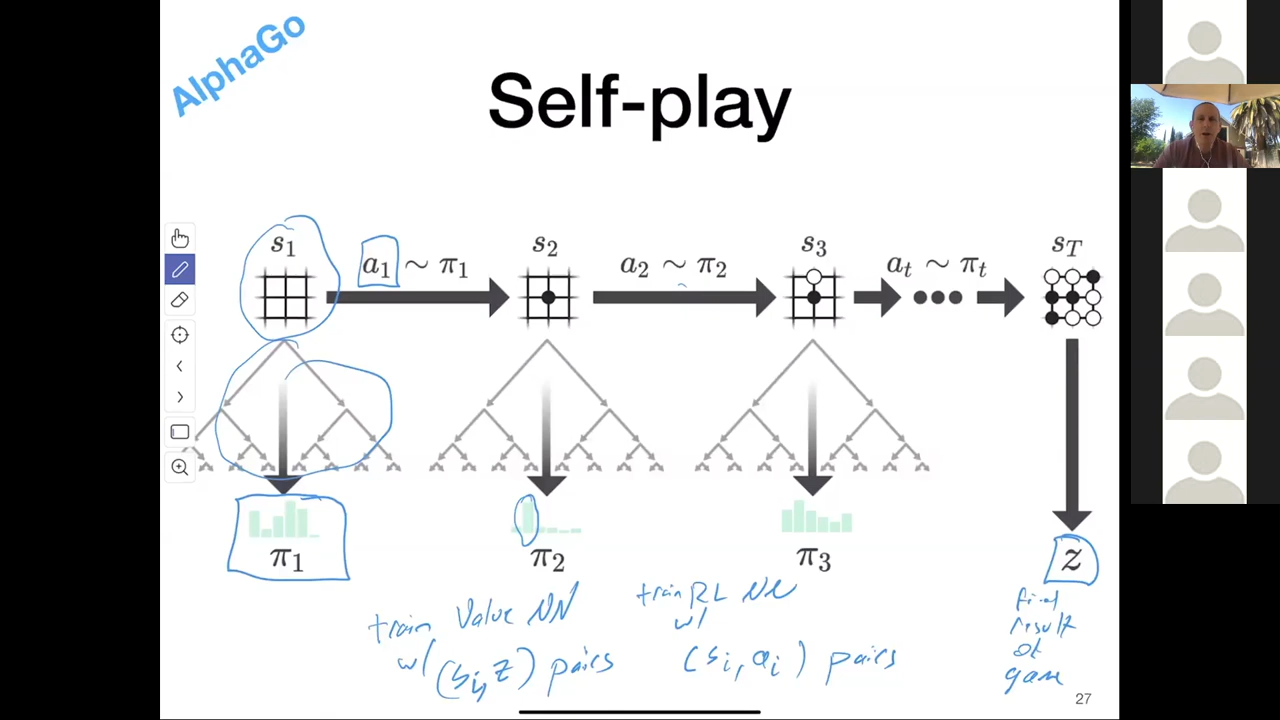 AlphaGo
Self-play
s1 s2 s3 sT
a1 ~ π1 a2 ~ π2 at ~ πt
π1 π2 π3 z
train Value NN
w/ (si, z) pairs
train RL NN
w/
(si, ai) pairs
final
result
of
game
27